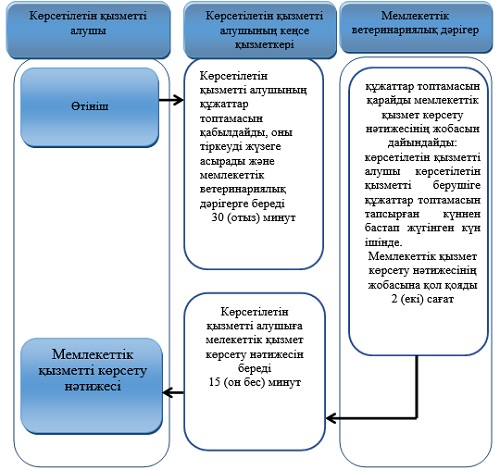 Көрсетілетін қызметті
алушы
Көрсетілетін қызметті
алушының кеңсе
қызметкері
Мемлекеттік
ветеринариялық дәрігер
Өтініш
Көрсетілетін
қызметті алушының
құжаттар
топтамасын
қабылдайды, оны
тіркеуді жүзеге
асырады және
мемлекеттік
ветеринариялық
дәрігерге береді
30 (отыз) минут
құжаттар топтамасын
қарайды мемлекеттік
қызмет көрсету
нәтижесінің жобасын
дайындайды:
көрсетілетін қызметті
алушы көрсетілетін
қызметті берушіге
құжаттар топтамасын
тапсырған күннен
бастап жүгінген күн
ішінде.
Мемлекеттік қызмет
көрсету нәтижесінің
жобасына қол қояды
2 (екі) сағат
Көрсетілетін
қызметті алушыға
мелекеттік қызмет
көрсету нәтижесін
береді
15 (он бес) минут
Мемлекеттік
қызметті көрсету
нәтижесі